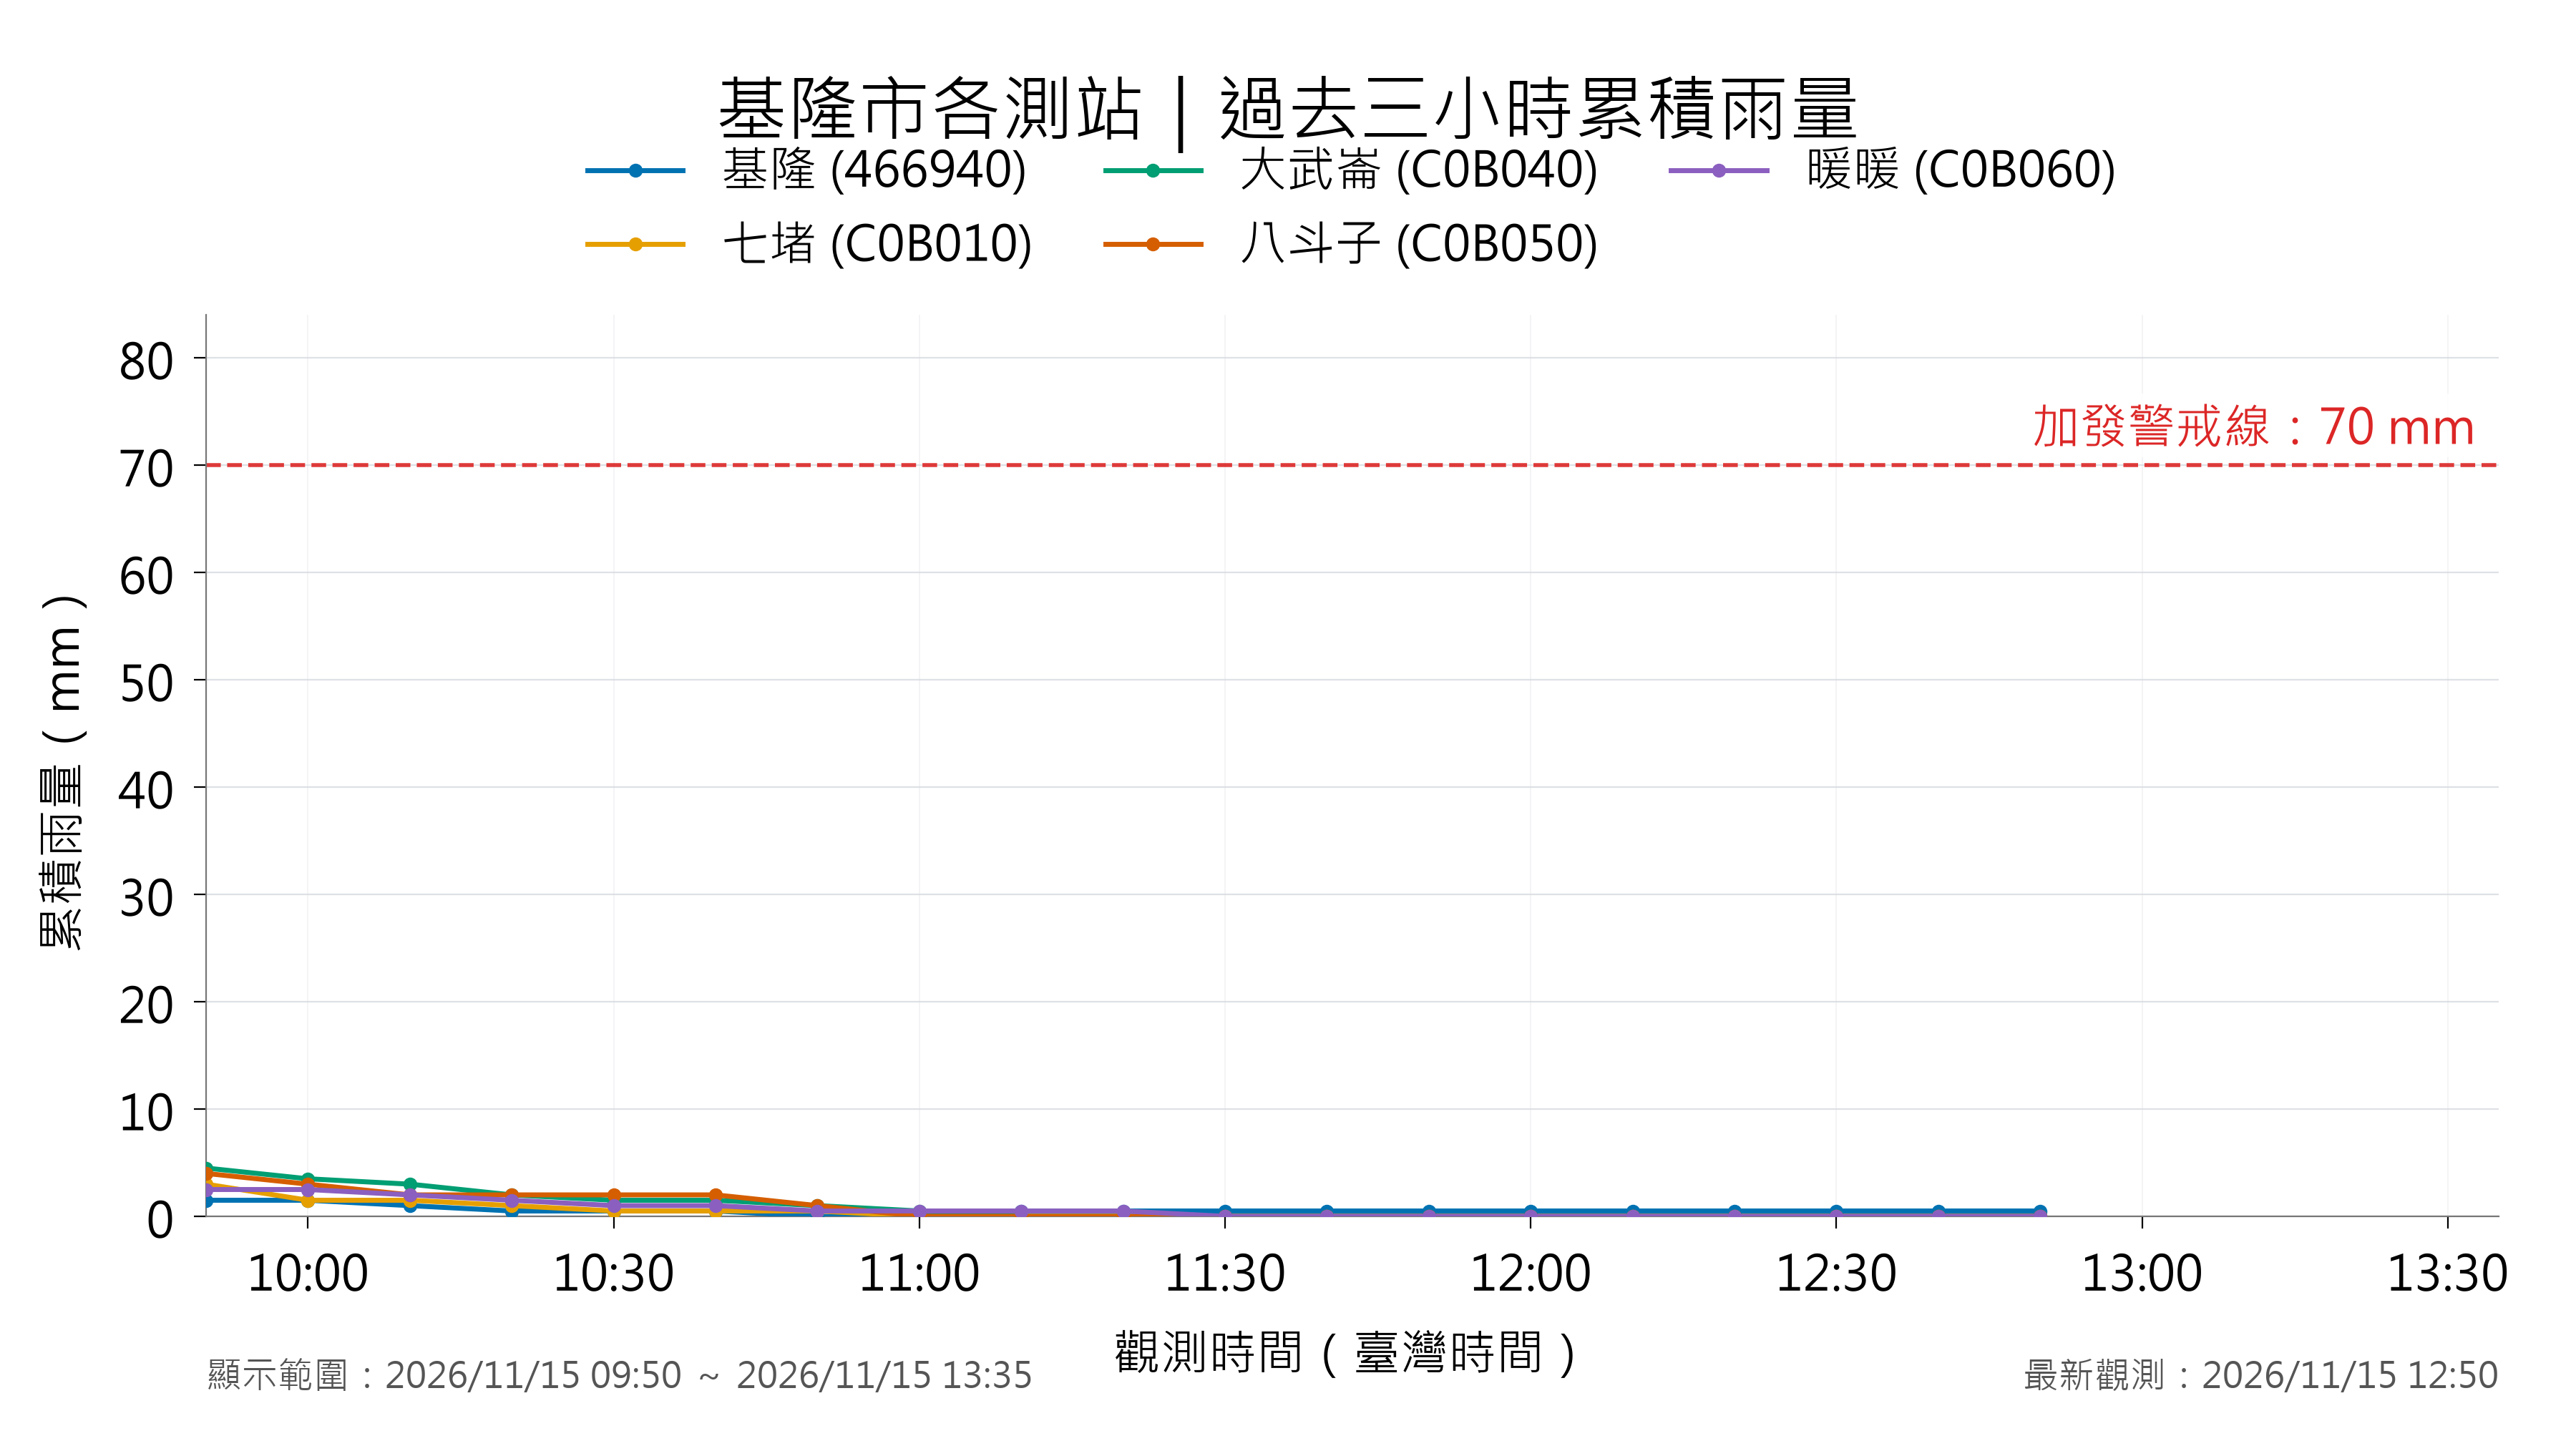 基隆市各測站｜過去三小時累積雨量
基隆 (466940)
大武崙 (C0B040)
暖暖 (C0B060)
七堵 (C0B010)
八斗子 (C0B050)
80
加發警戒線：70 mm
70
60
50
40
30
20
10
0
累積雨量（mm）
10:00 10:30 11:00 11:30 12:00 12:30 13:00 13:30
觀測時間（臺灣時間）
顯示範圍：2026/11/15 09:50 ~ 2026/11/15 13:35
最新觀測：2026/11/15 12:50